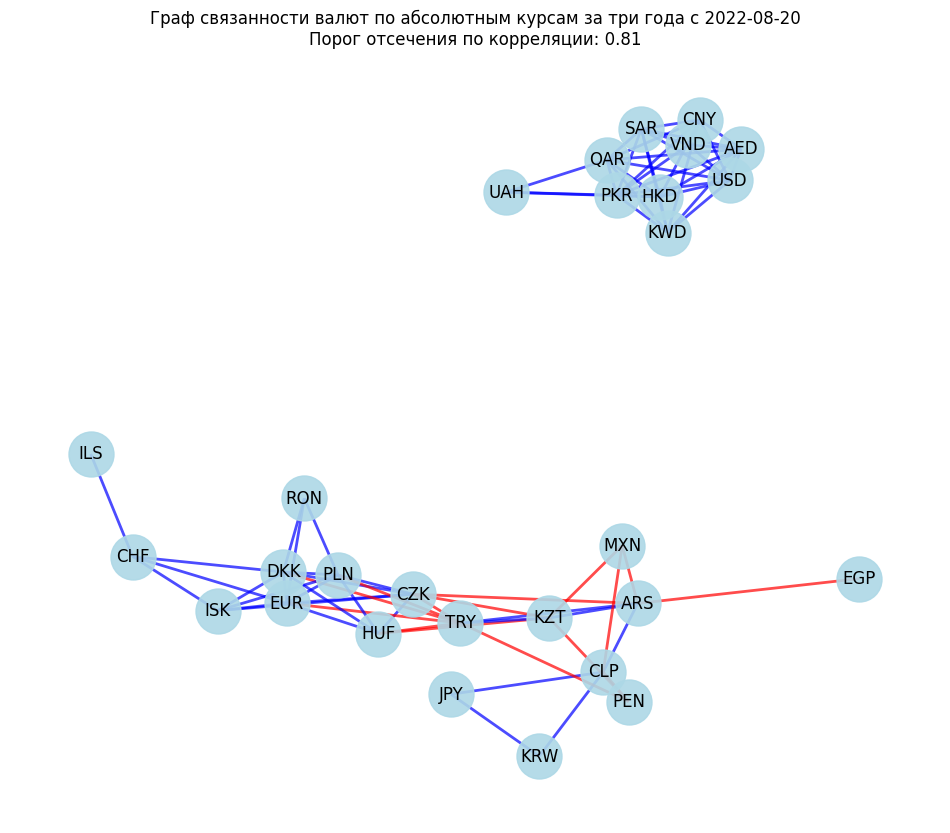 Граф связанности валют по абсолютным курсам за три года с 2022-08-20
Порог отсечения по корреляции: 0.81
CNY
SAR
VND
AED
QAR
USD
UAH
PKR
HKD
KWD
ILS
RON
MXN
CHF
DKK
PLN
EGP
CZK
ISK
EUR
ARS
KZT
TRY
HUF
CLP
JPY
PEN
KRW